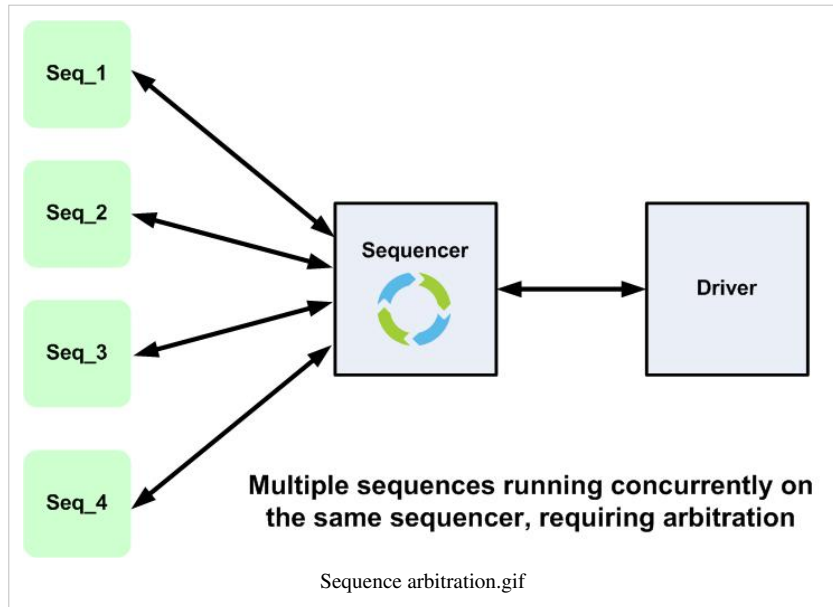 Seq_1
Seq_2
Seq_3
Seq_4
Sequencer
Driver
Multiple sequences running concurrently on
the same sequencer, requiring arbitration
Sequence arbitration.gif